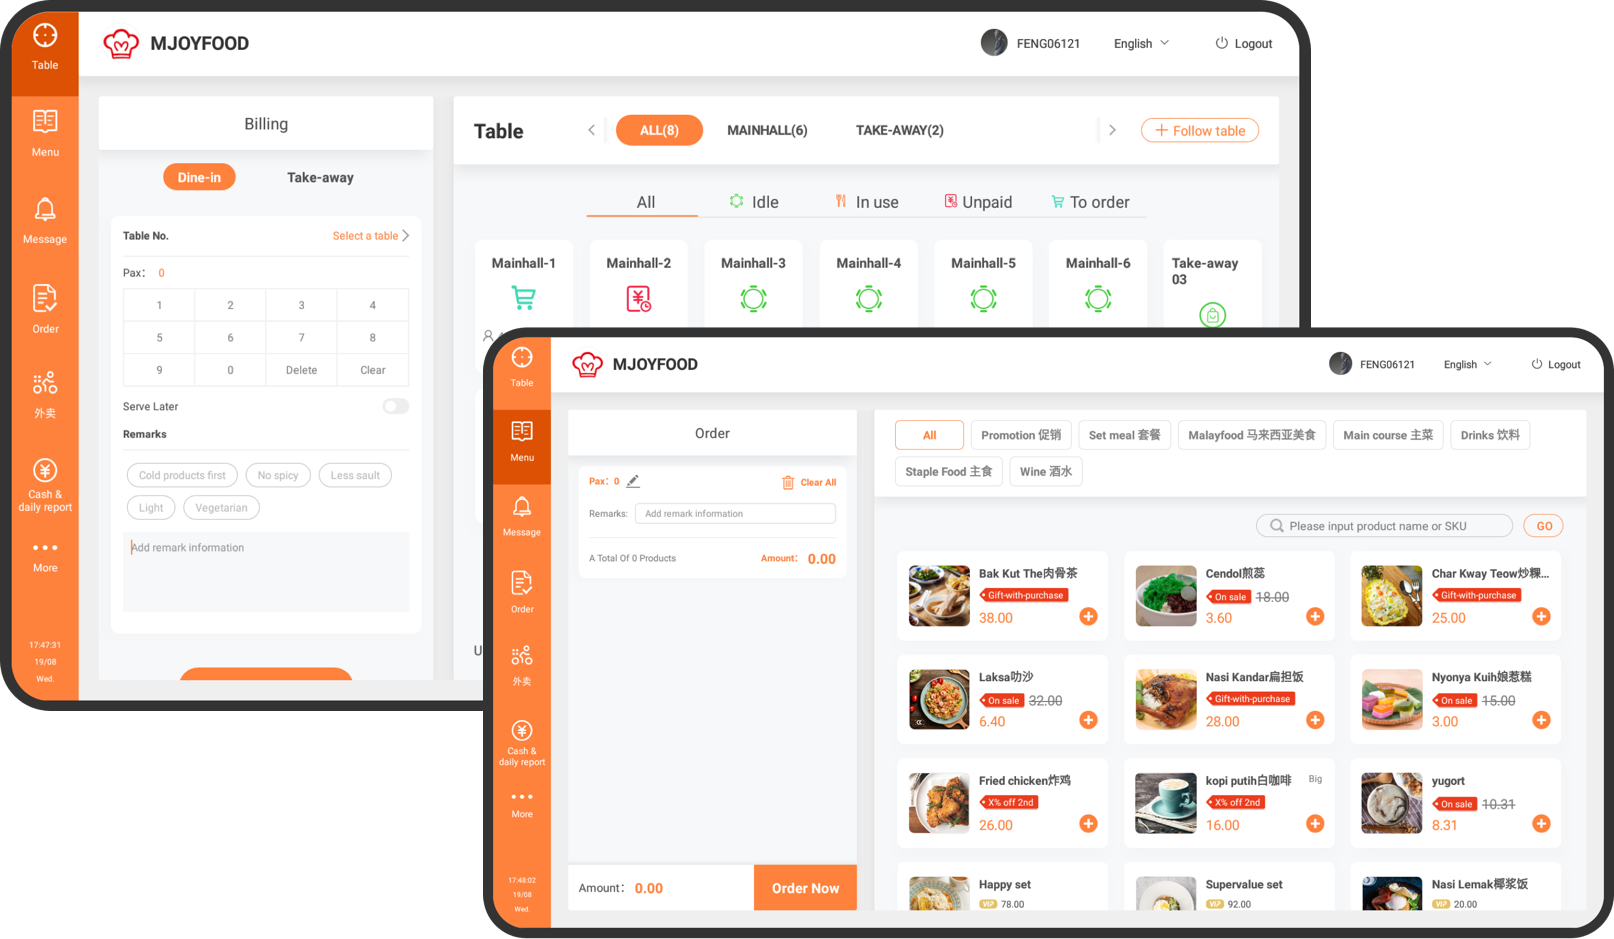 Table
MJOYFOOD
FENG06121
English
Logout
Menu
Message
Order
外卖
Cash &
daily report
More
17:47:31
19/08
Wed.
Billing
Dine-in
Take-away
Table No.
Select a table
Pax: 0
1 2 3 4
5 6 7 8
9 0 Delete Clear
Serve Later
Remarks
Cold products first
No spicy
Less sault
Light
Vegetarian
Add remark information
Table
ALL(8)
MAINHALL(6)
TAKE-AWAY(2)
+ Follow table
All
Idle
In use
Unpaid
To order
Mainhall-1
Mainhall-2
Mainhall-3
Mainhall-4
Mainhall-5
Mainhall-6
Take-away
03
U
Table
MJOYFOOD
FENG06121
English
Logout
Menu
Message
Order
外卖
Cash &
daily report
More
17:48:02
19/08
Wed.
Order
Pax: 0
Clear All
Remarks:
Add remark information
A Total Of 0 Products
Amount: 0.00
Amount: 0.00
Order Now
All
Promotion 促销
Set meal 套餐
Malayfood 马来西亚美食
Main course 主菜
Drinks 饮料
Staple Food 主食
Wine 酒水
Please input product name or SKU
GO
Bak Kut The肉骨茶
Gift-with-purchase
38.00
Cendol煎蕊
On sale 18.00
3.60
Char Kway Teow炒粿...
Gift-with-purchase
25.00
Laksa叻沙
On sale 32.00
6.40
Nasi Kandar扁担饭
Gift-with-purchase
28.00
Nyonya Kuih娘惹糕
On sale 15.00
3.00
Fried chicken炸鸡
X% off 2nd
26.00
kopi putih白咖啡 Big
X% off 2nd
16.00
yugort
On sale 10.31
8.31
Happy set
VIP 78.00
Supervalue set
VIP 92.00
Nasi Lemak椰浆饭
VIP 20.00